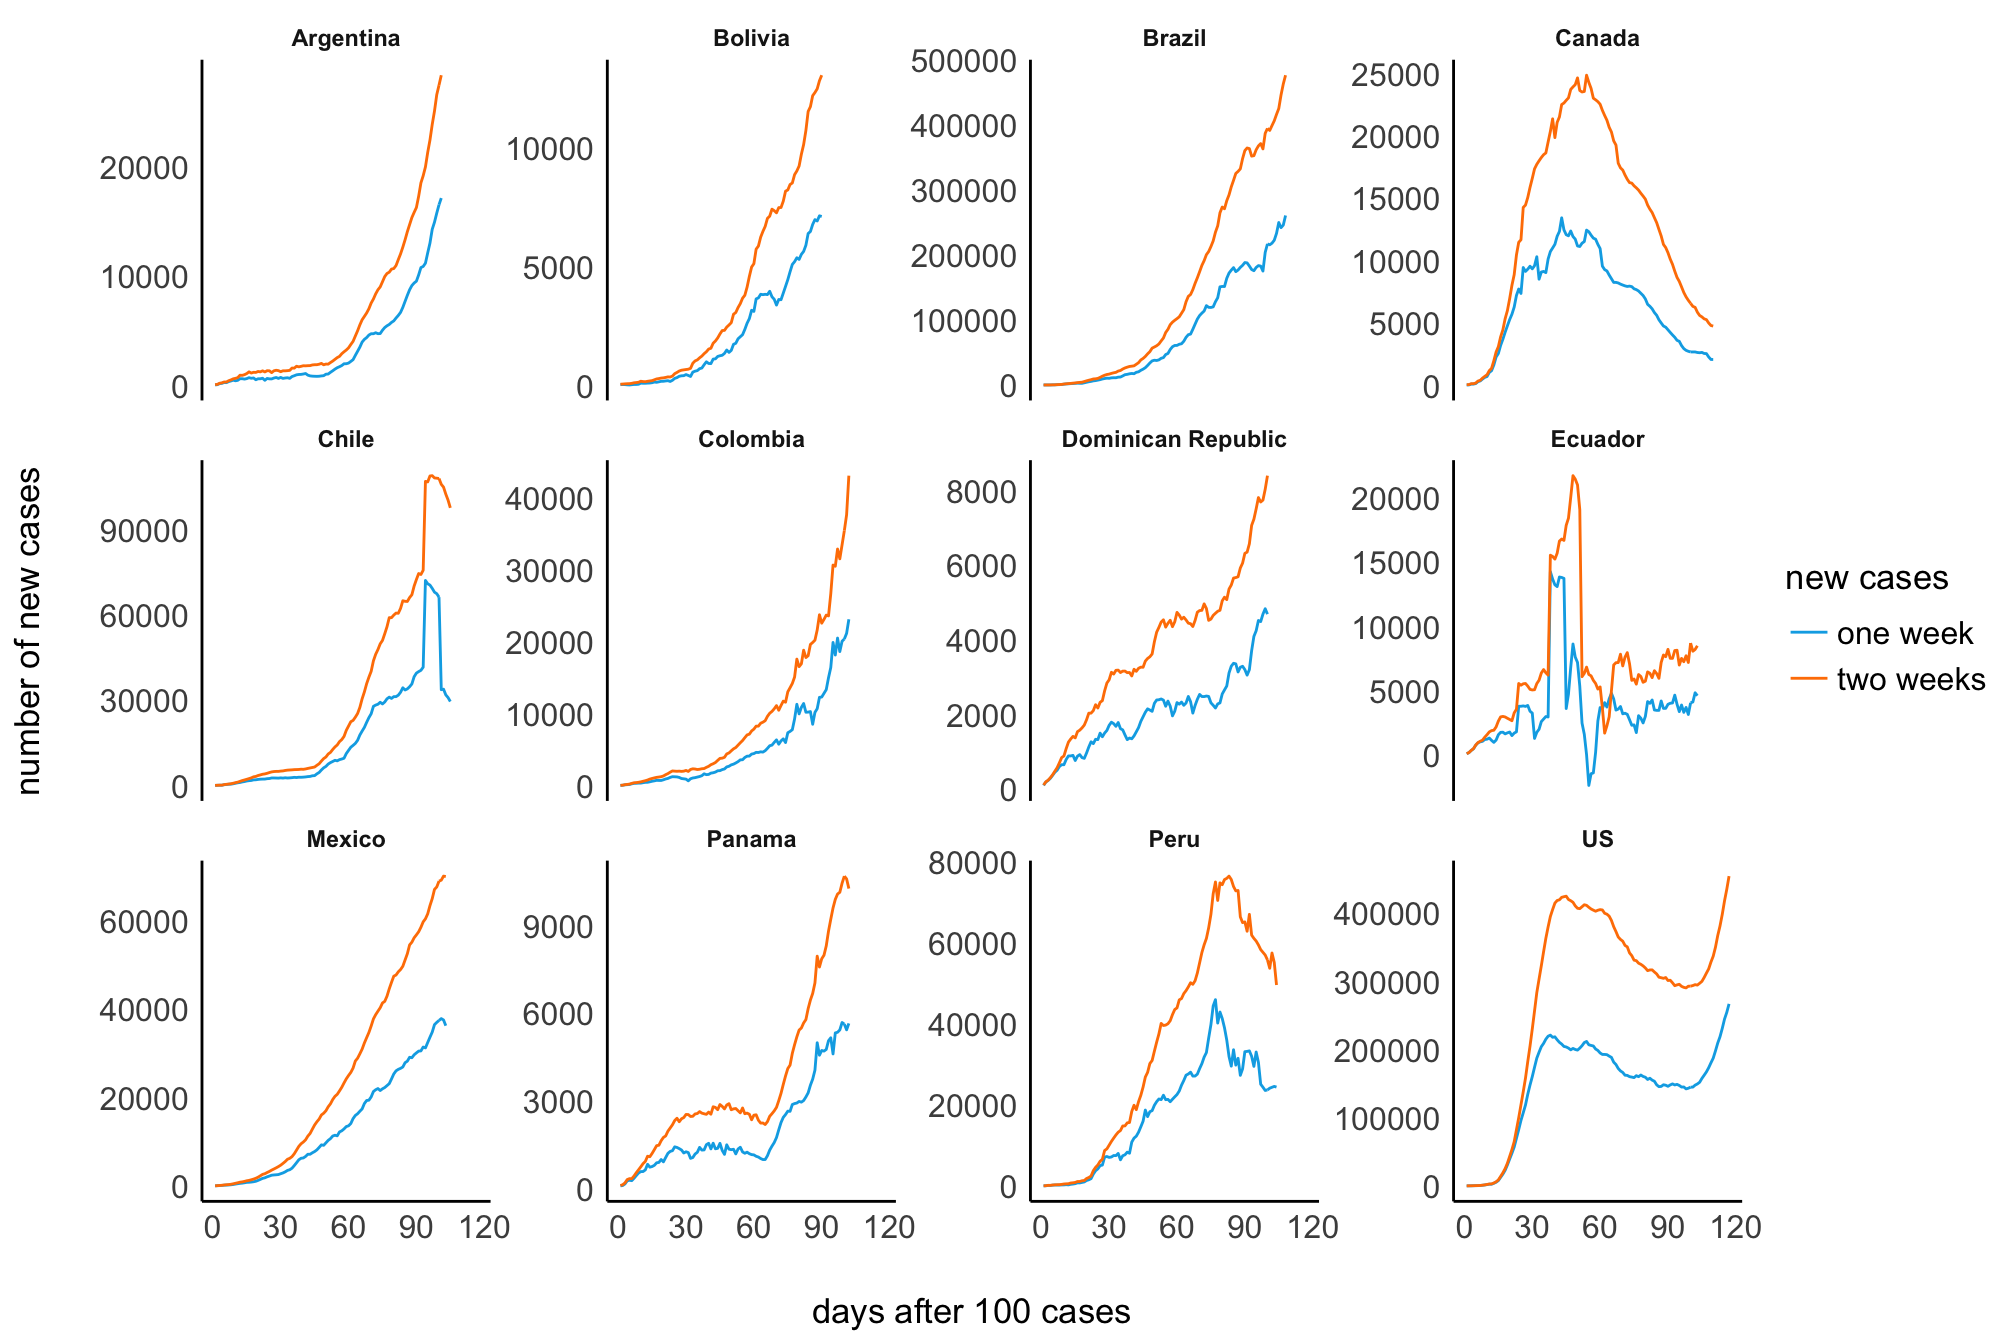 Argentina
Bolivia
Brazil
Canada
20000
10000
0
10000
5000
0
500000
400000
300000
200000
100000
0
25000
20000
15000
10000
5000
0
Chile
Colombia
Dominican Republic
Ecuador
90000
60000
30000
0
40000
30000
20000
10000
0
8000
6000
4000
2000
0
20000
15000
10000
5000
0
Mexico
Panama
Peru
US
60000
40000
20000
0
9000
6000
3000
0
80000
60000
40000
20000
0
400000
300000
200000
100000
0
0 30 60 90 120
0 30 60 90 120
0 30 60 90 120
0 30 60 90 120
number of new cases
days after 100 cases
new cases
one week
two weeks